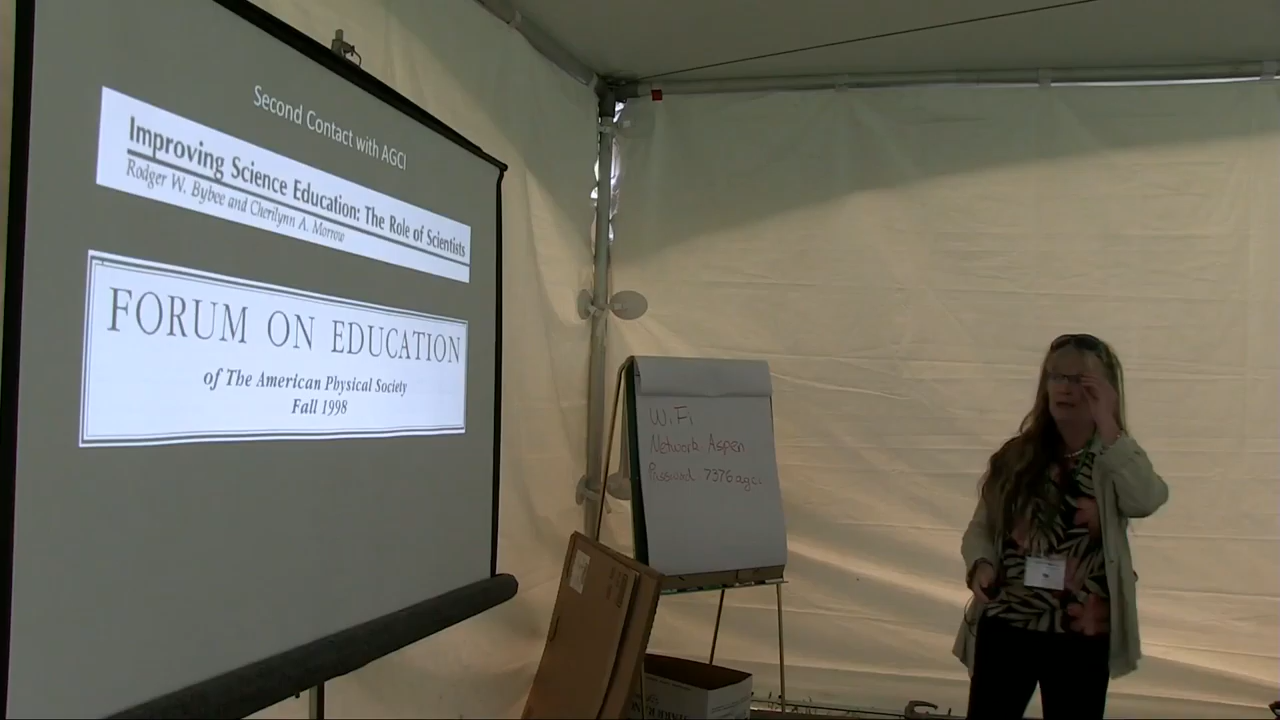 Second Contact with AGCI
Improving Science Education: The Role of Scientists
Rodger W. Bybee and Cherilynn A. Morrow
FORUM ON EDUCATION
of The American Physical Society
Fall 1998
WiFi
Network Aspen
Password 7376agci